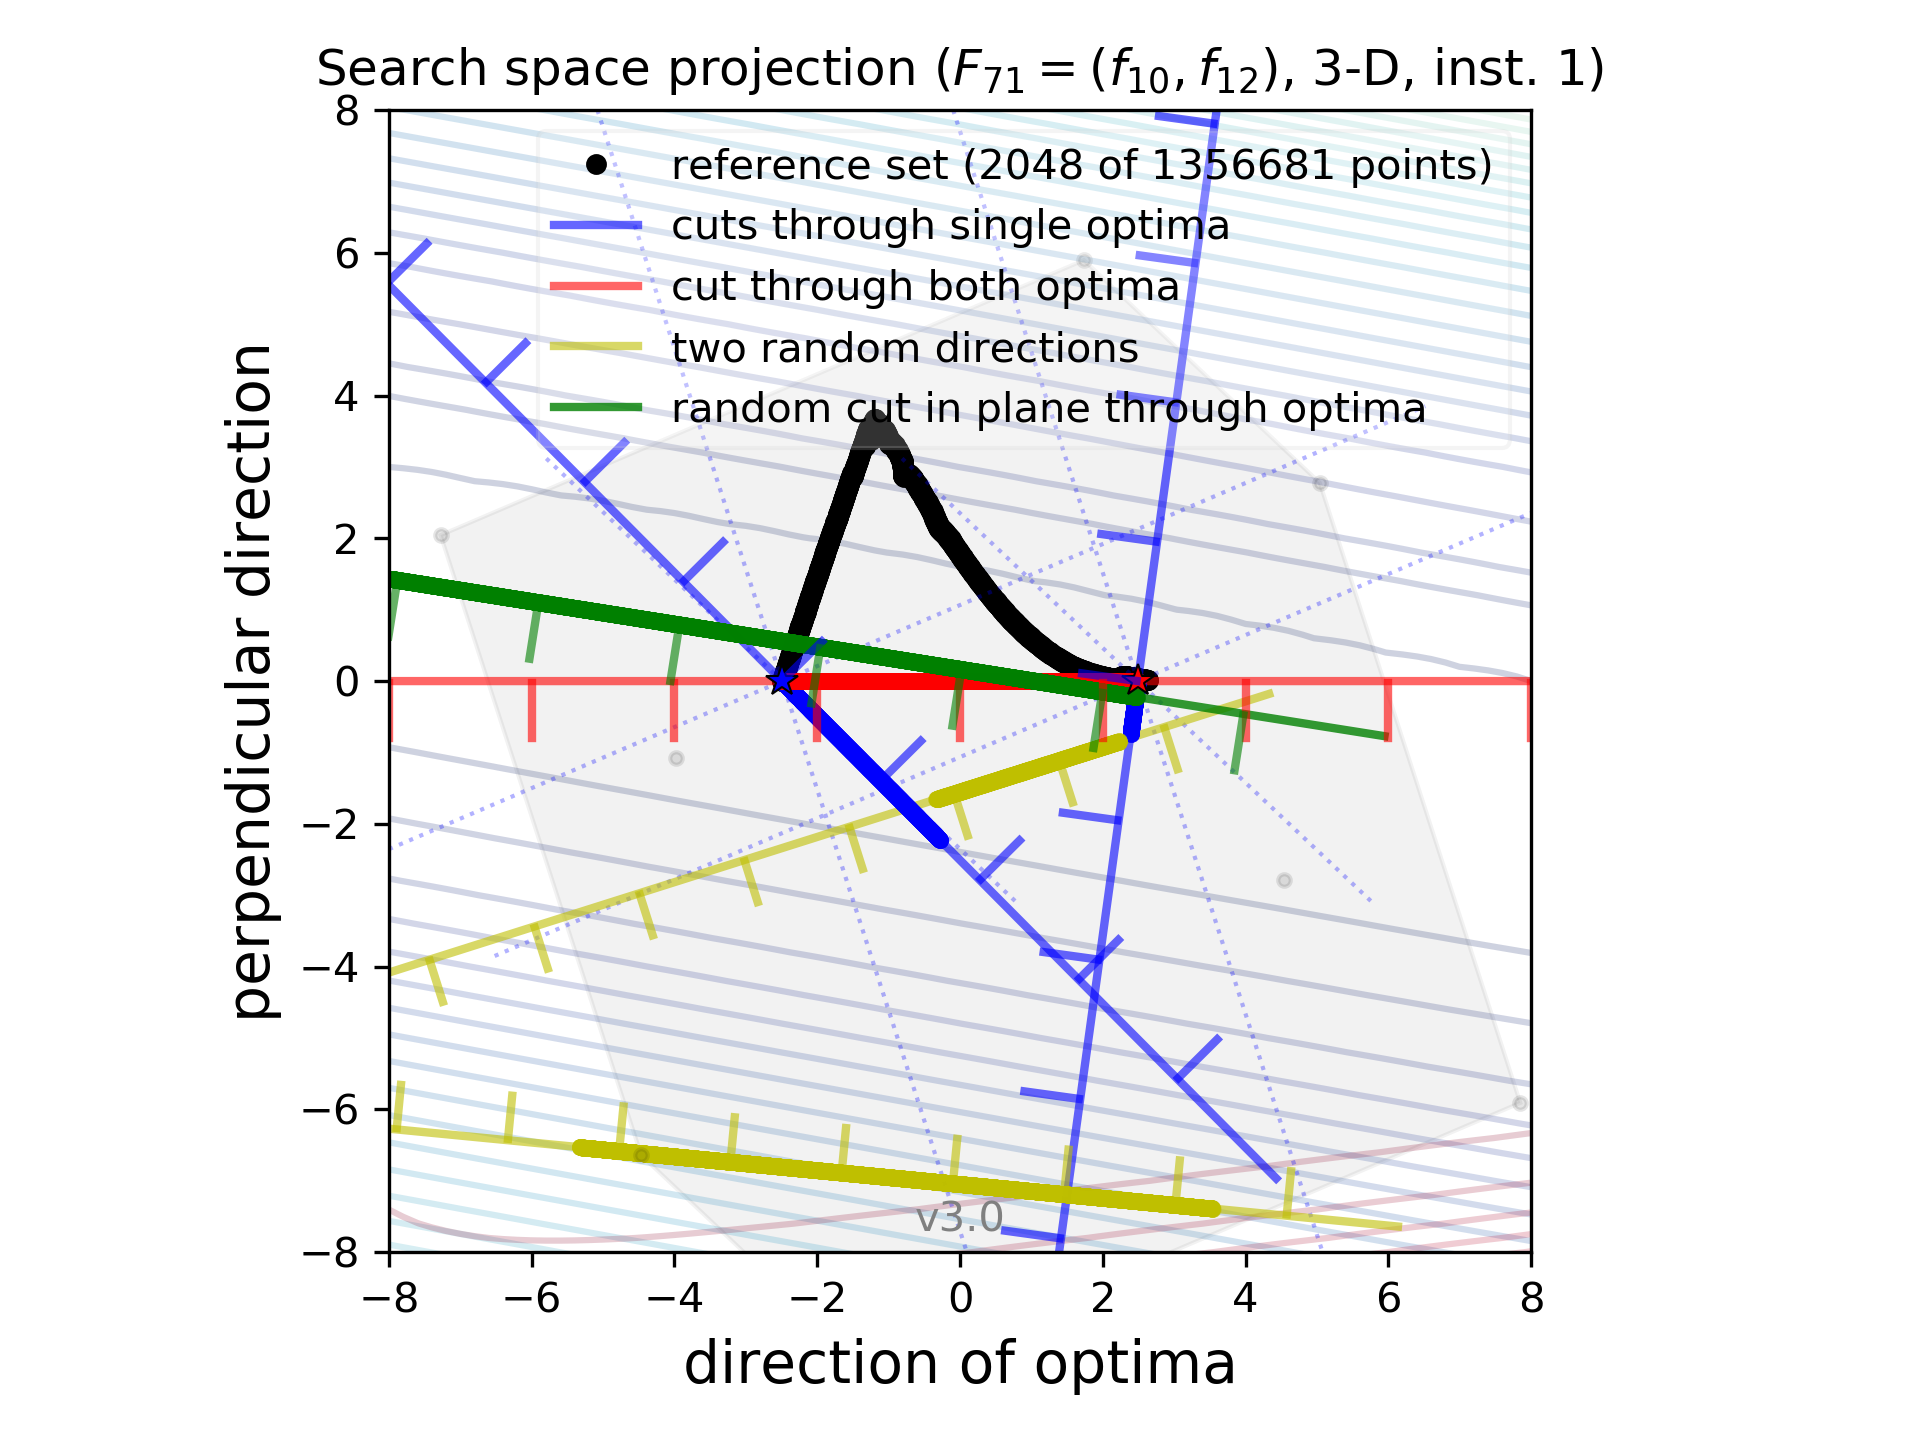 Search space projection (F71 = (f10, f12), 3-D, inst. 1)
8
6
4
2
0
−2
−4
−6
−8
perpendicular direction
reference set (2048 of 1356681 points)
cuts through single optima
cut through both optima
two random directions
random cut in plane through optima
v3.0
−8 −6 −4 −2 0 2 4 6 8
direction of optima